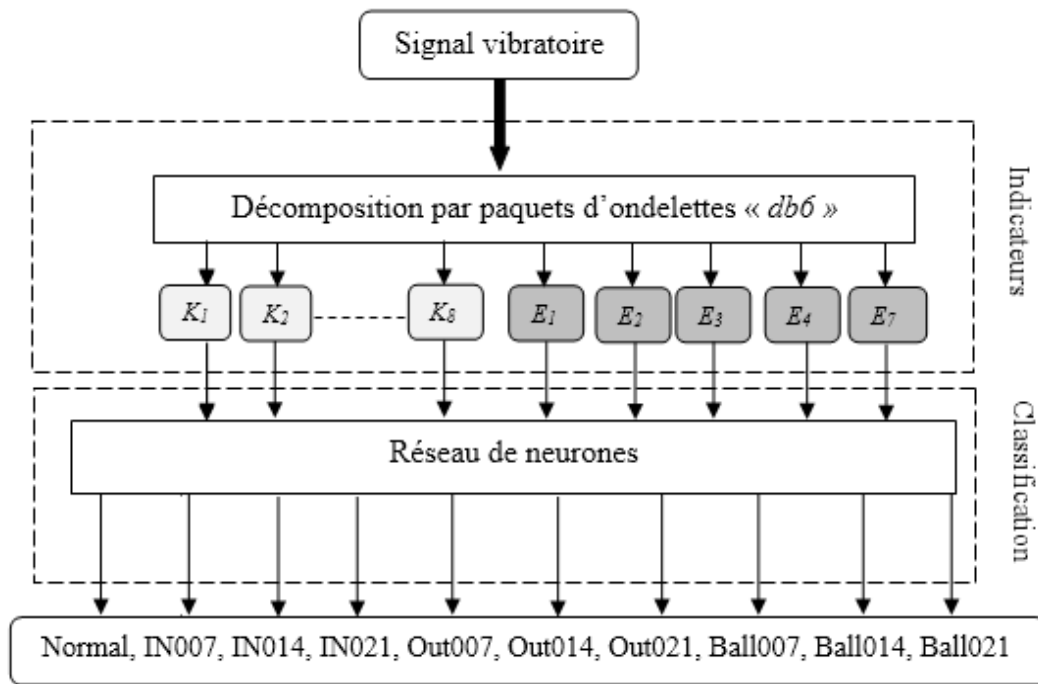 Signal vibratoire
Décomposition par paquets d’ondelettes « db6 »
K1 K2 K8 E1 E2 E3 E4 E7
Indicateurs
Réseau de neurones
Classification
Normal, IN007, IN014, IN021, Out007, Out014, Out021, Ball007, Ball014, Ball021